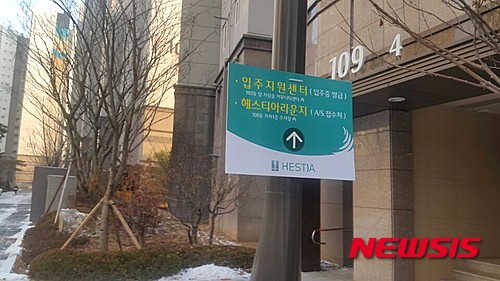 109 4
· 입주지원센터 (입주증 발급)
· 헤스티아라운지 (A/S 접수처)
HESTIA
NEWSIS